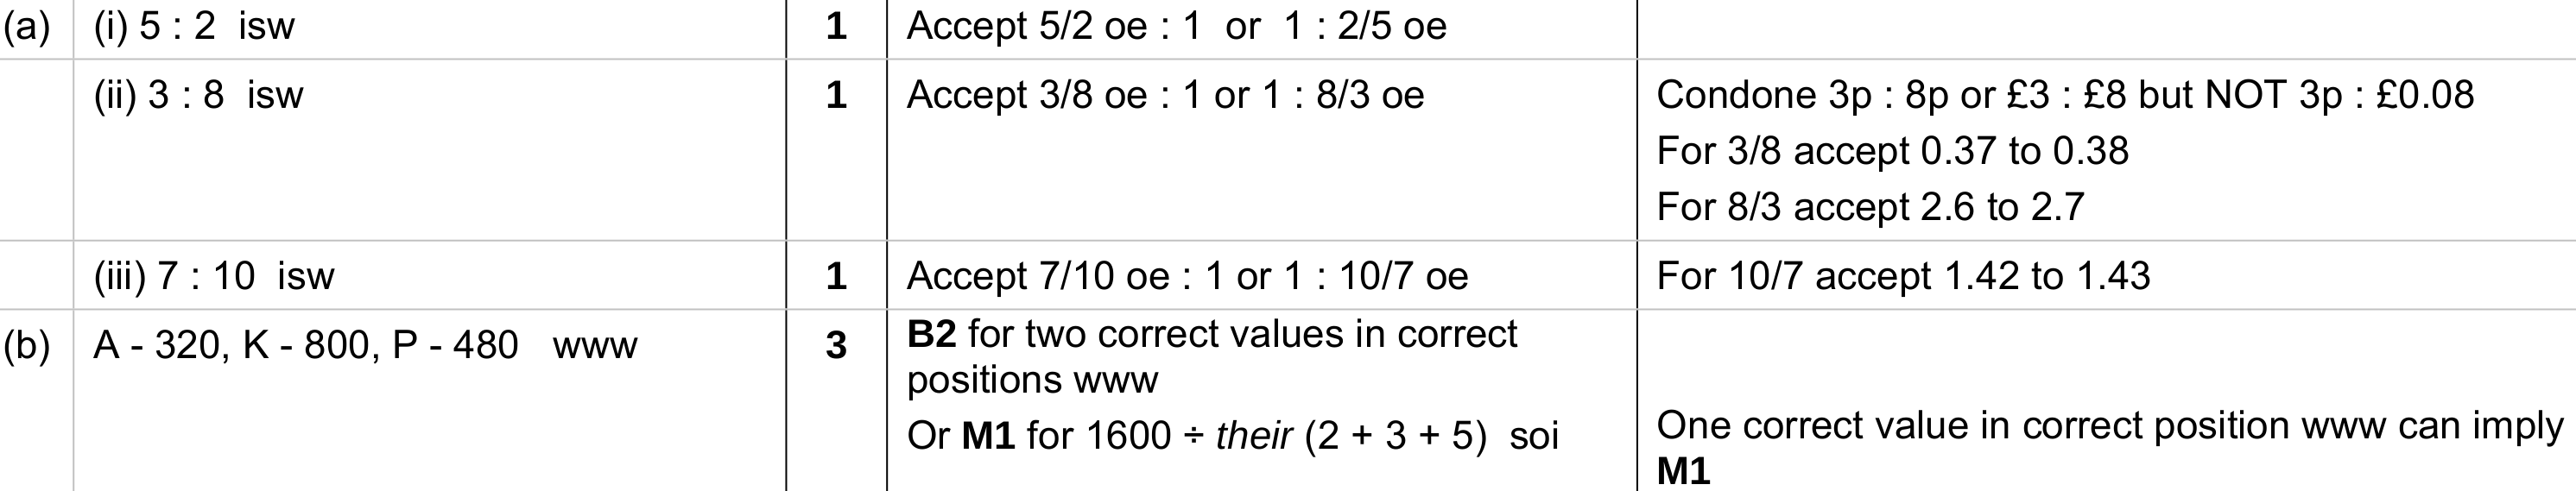 (a) (i) 5 : 2 isw 1 Accept 5/2 oe : 1 or 1 : 2/5 oe
(ii) 3 : 8 isw 1 Accept 3/8 oe : 1 or 1 : 8/3 oe Condone 3p : 8p or £3 : £8 but NOT 3p : £0.08
For 3/8 accept 0.37 to 0.38
For 8/3 accept 2.6 to 2.7
(iii) 7 : 10 isw 1 Accept 7/10 oe : 1 or 1 : 10/7 oe For 10/7 accept 1.42 to 1.43
(b) A - 320, K - 800, P - 480 www 3 B2 for two correct values in correct
positions www
Or M1 for 1600 ÷ their (2 + 3 + 5) soi
One correct value in correct position www can imply
M1